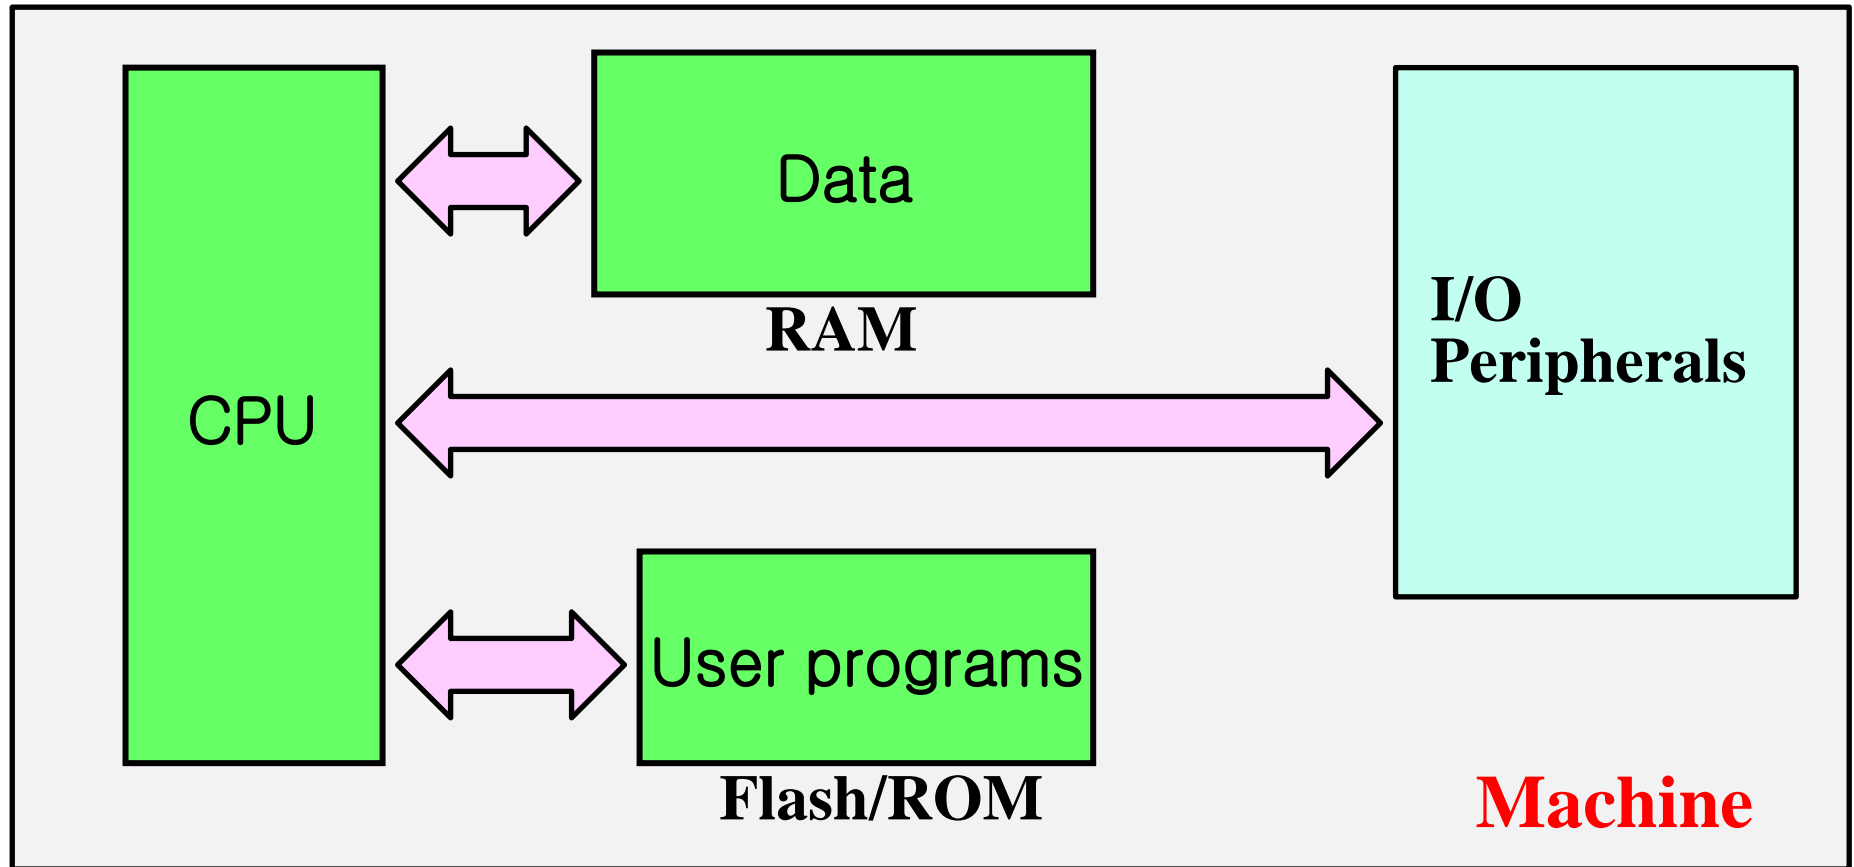 Data
RAM
I/O
Peripherals
CPU
User programs
Flash/ROM
Machine